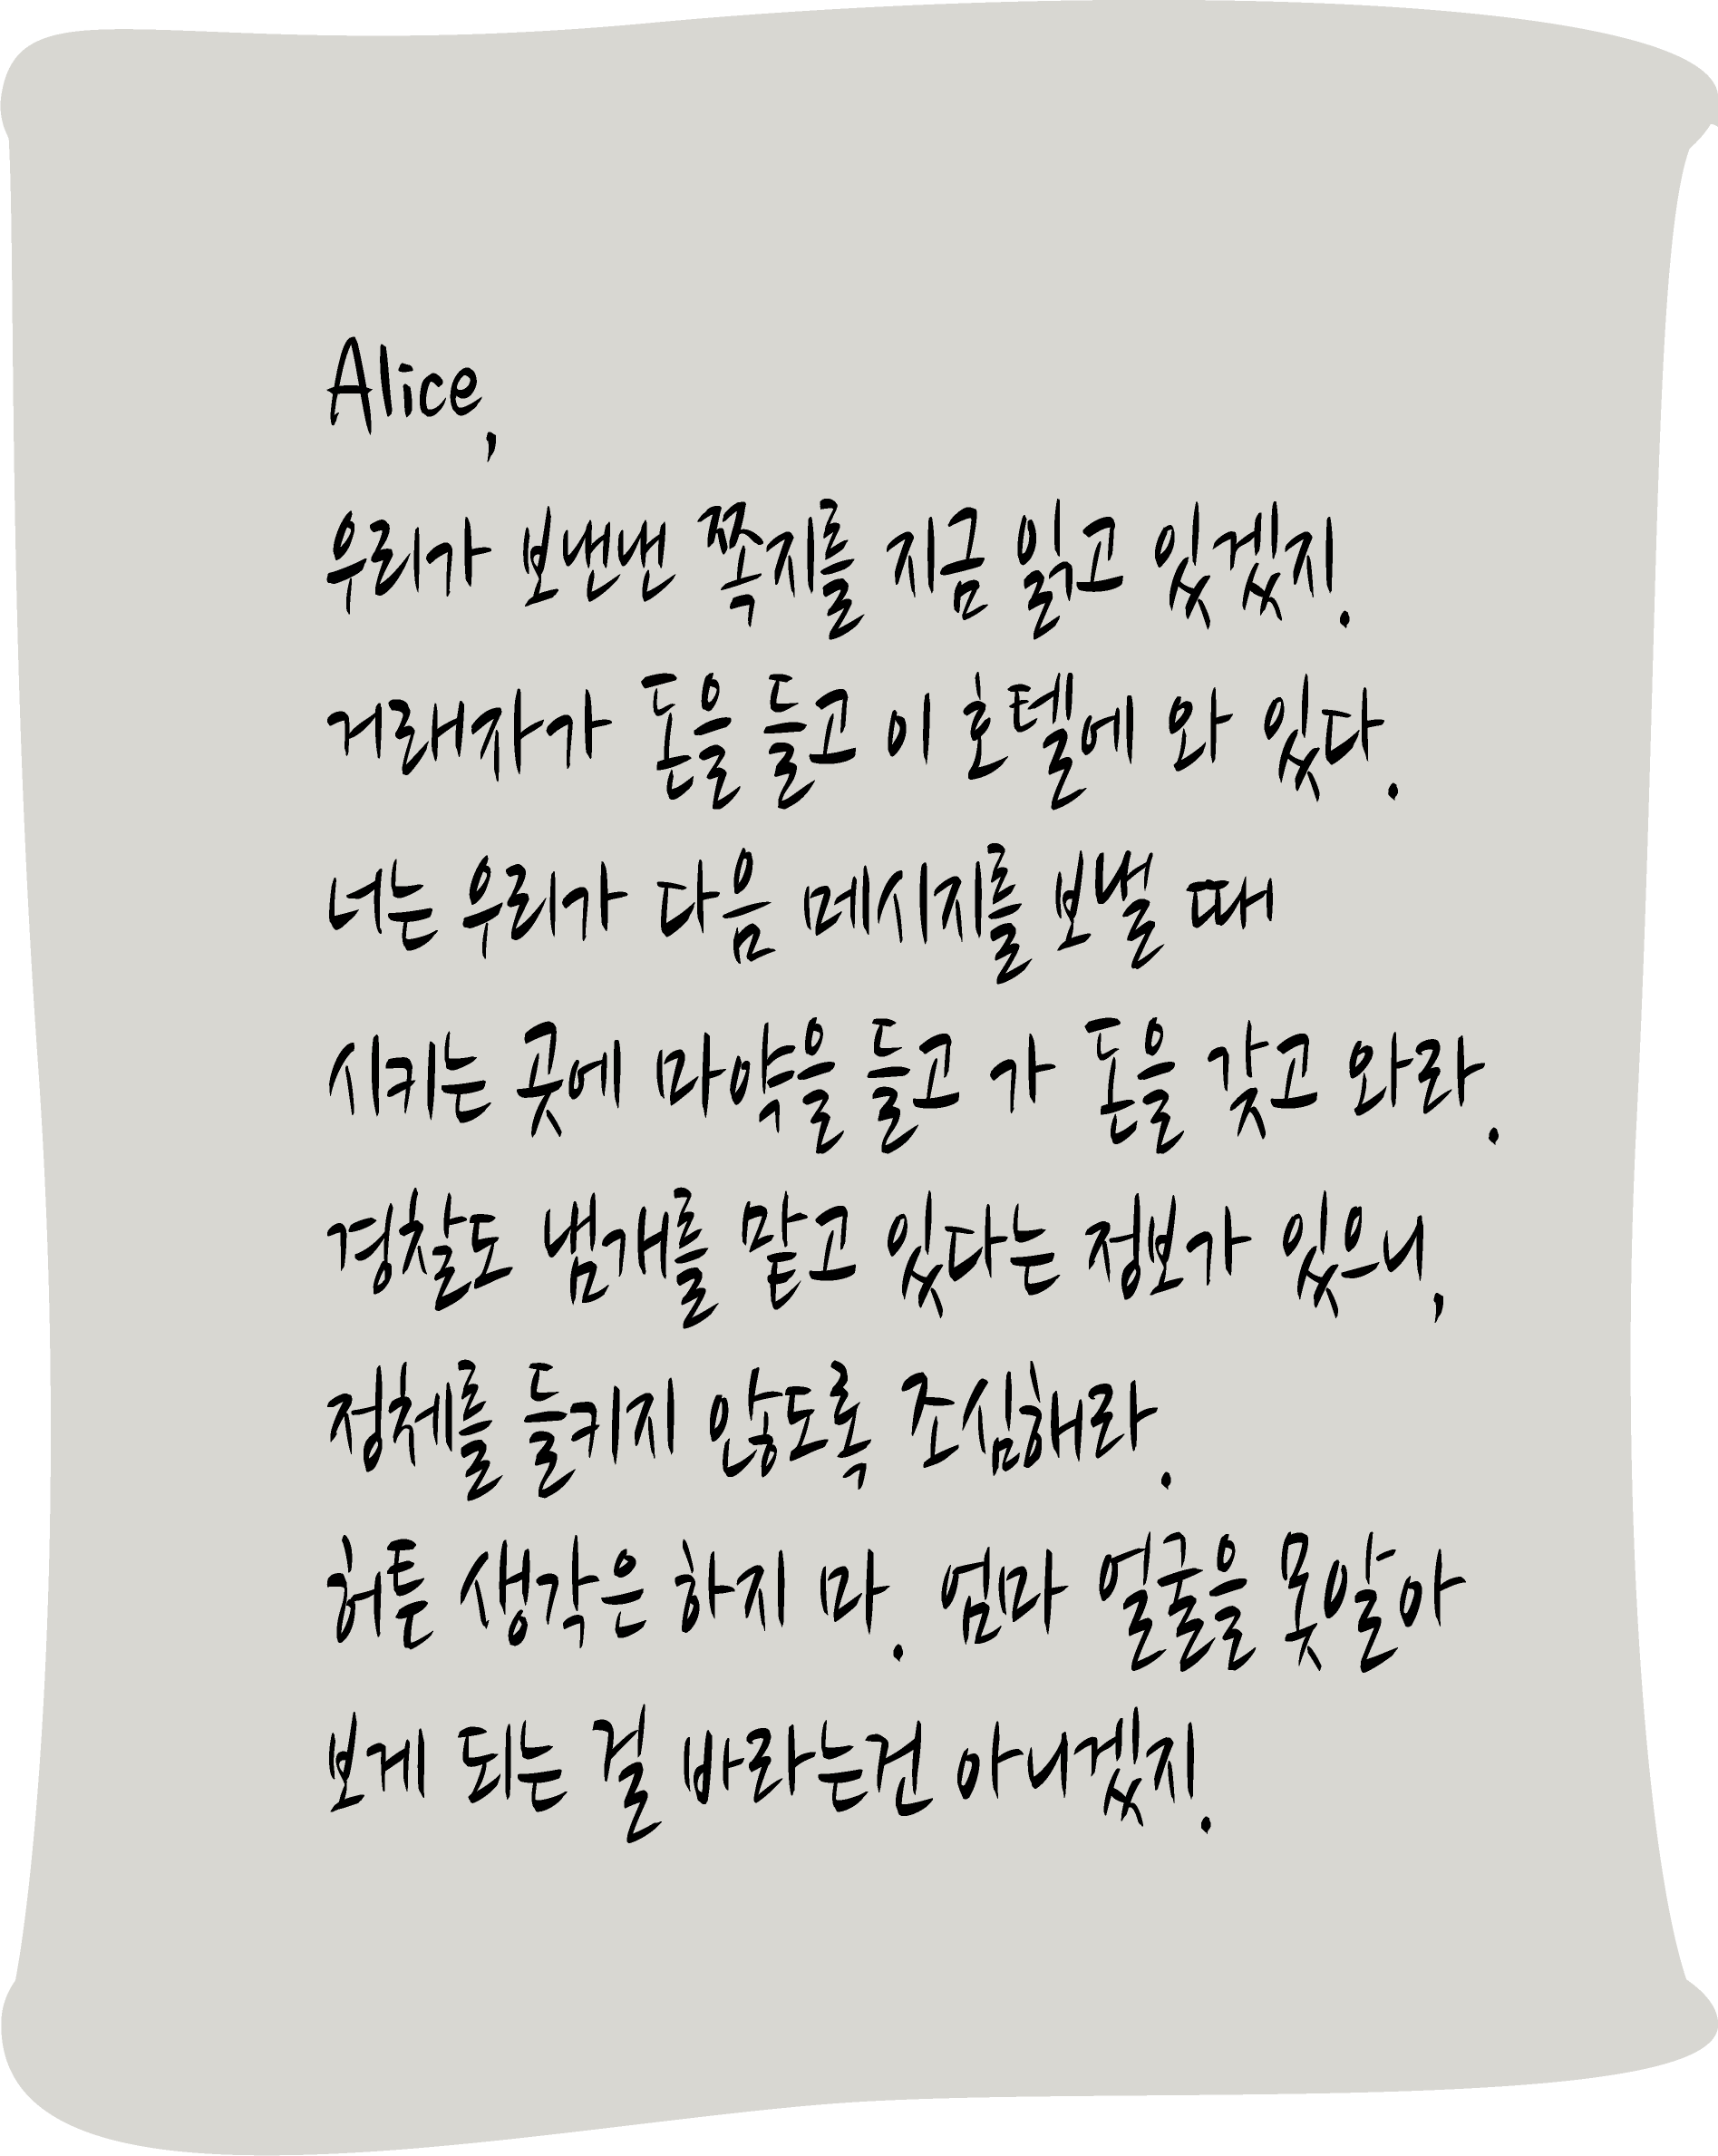 Alice,
우리가 보낸낸 쪽지를 지금 읽고 있겠지.
거래자가 돈을 들고 이 호텔에 와 있다.
너는 우리가 다음 메시지를 보낼 때
시키는 곳에 마약을 들고 가 돈을 갖고 와라.
경찰도 냄개를 맡고 있다는 정보가 있으니,
정체를 들키지 않도록 조심해라.
허튼 생각은 하지 마. 엄마 얼굴을 못알아
보게 되는 걸 바라는건 아니겠지.